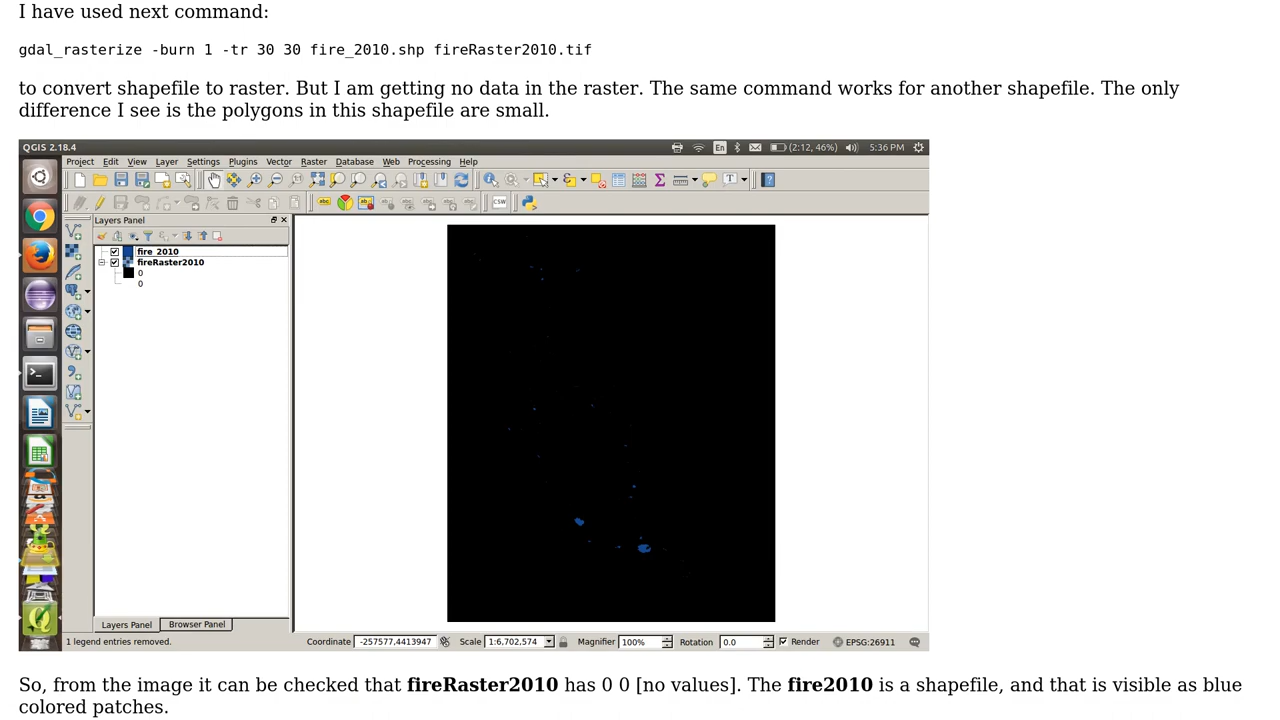 I have used next command:
gdal_rasterize -burn 1 -tr 30 30 fire_2010.shp fireRaster2010.tif
to convert shapefile to raster. But I am getting no data in the raster. The same command works for another shapefile. The only
difference I see is the polygons in this shapefile are small.
QGIS 2.18.4 En (2:12, 46%) 5:36 PM
Project Edit View Layer Settings Plugins Vector Raster Database Web Processing Help
Layers Panel
fire_2010
fireRaster2010
0
0
Layers Panel Browser Panel
1 legend entries removed. Coordinate -257577,4413947 Scale 1:6,702,574 Magnifier 100% Rotation 0.0 Render EPSG:26911
So, from the image it can be checked that fireRaster2010 has 0 0 [no values]. The fire2010 is a shapefile, and that is visible as blue
colored patches.